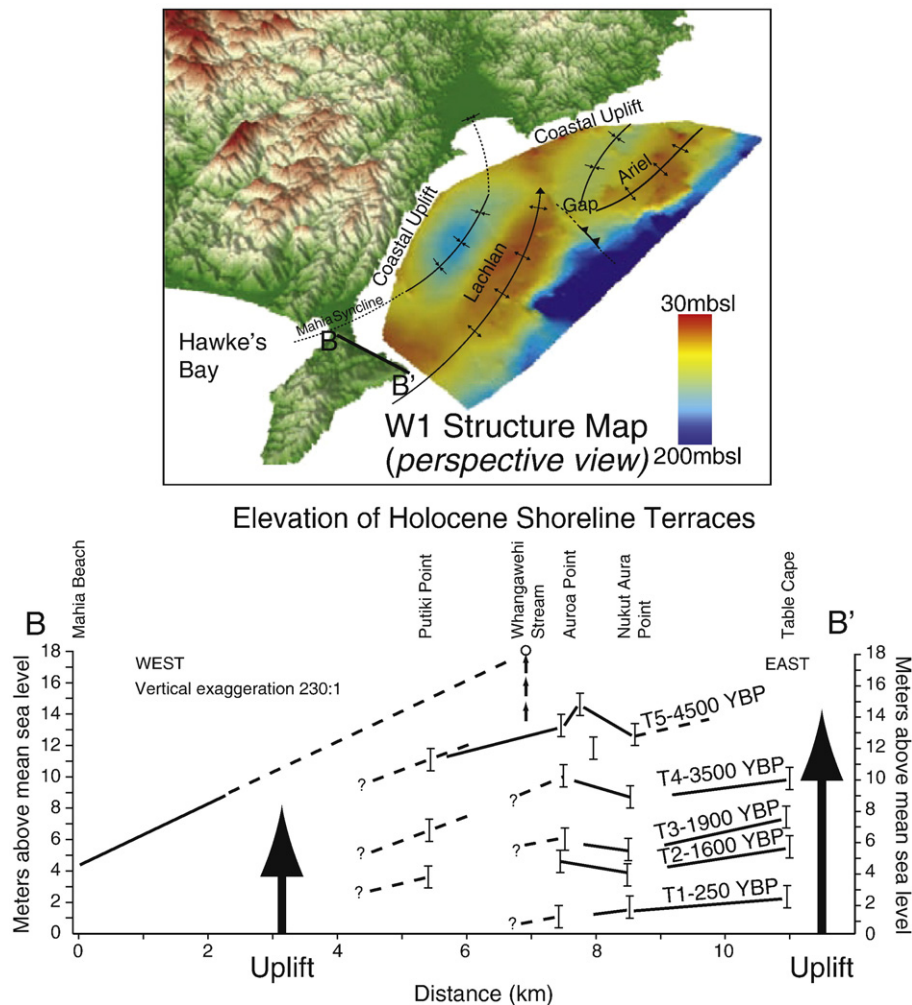 Coastal Uplift
Ariel
Gap
Coastal Uplift
Lachlan
Mahia Syncline
30mbsl
Hawke's
Bay
B
B'
W1 Structure Map
(perspective view)
200mbsl
Elevation of Holocene Shoreline Terraces
Mahia Beach
Putiki Point
Whangawehi
Stream
Auroa Point
Nukut Aura
Point
Table Cape
B
B'
18
18
WEST
EAST
16
16
Vertical exaggeration 230:1
T5-4500 YBP
14
14
12
12
T4-3500 YBP
10
10
?
8
8
?
T3-1900 YBP
6
6
T2-1600 YBP
?
?
4
4
?
T1-250 YBP
2
2
?
0
0
Meters above mean sea level
Meters above mean sea level
0
2
4
6
8
10
Uplift
Uplift
Distance (km)